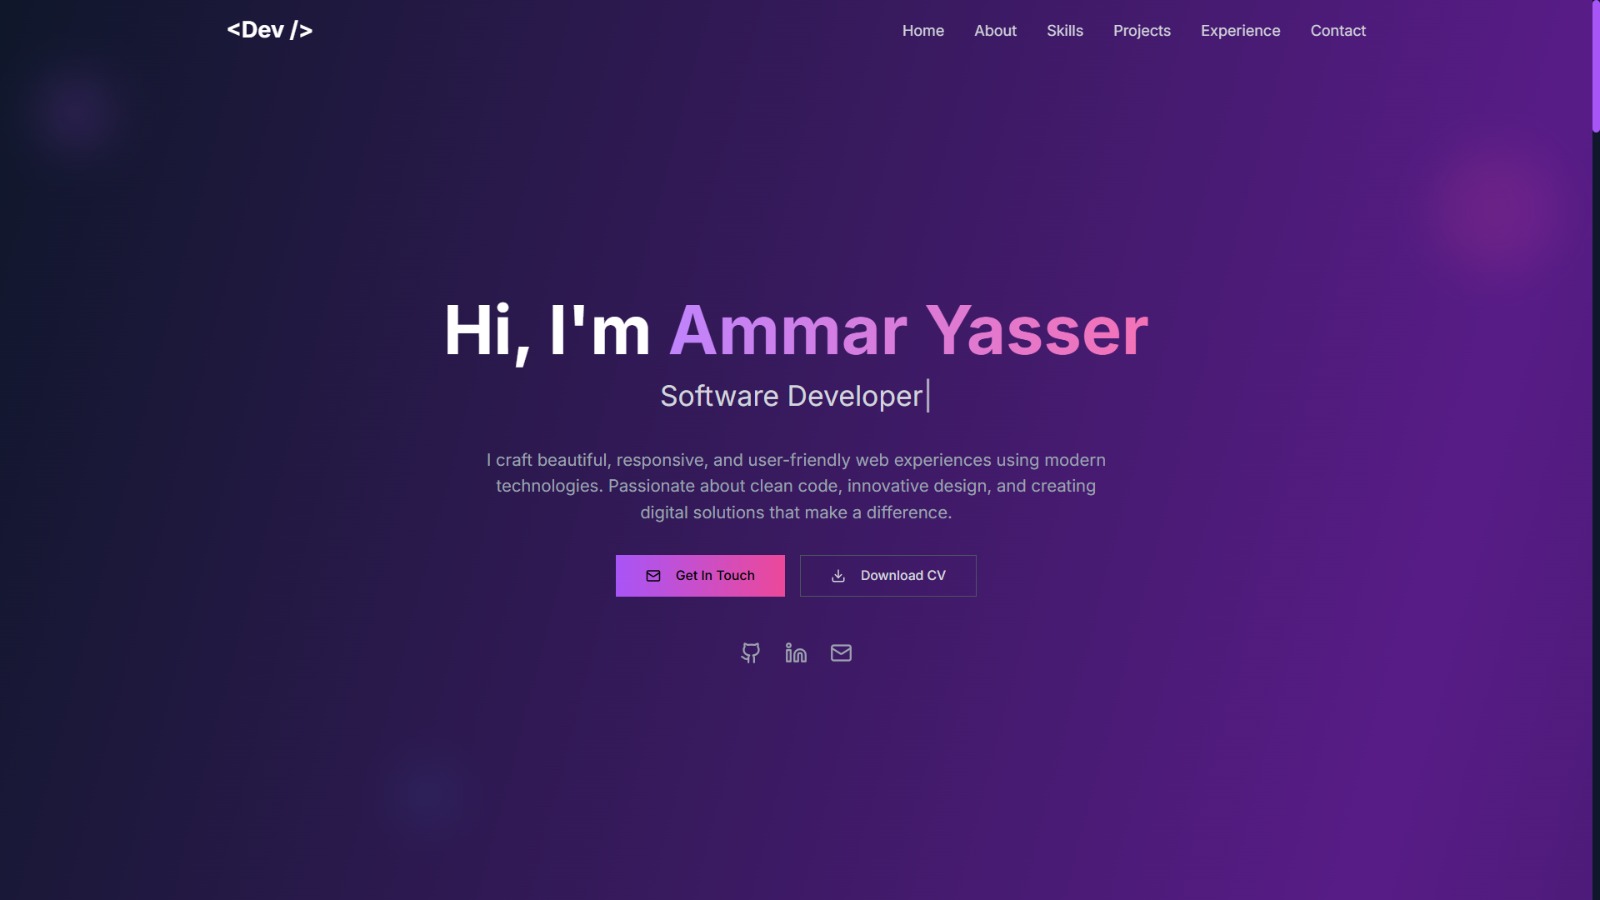 <Dev />
Home About Skills Projects Experience Contact
Hi, I'm Ammar Yasser
Software Developer|
I craft beautiful, responsive, and user-friendly web experiences using modern
technologies. Passionate about clean code, innovative design, and creating
digital solutions that make a difference.
Get In Touch
Download CV